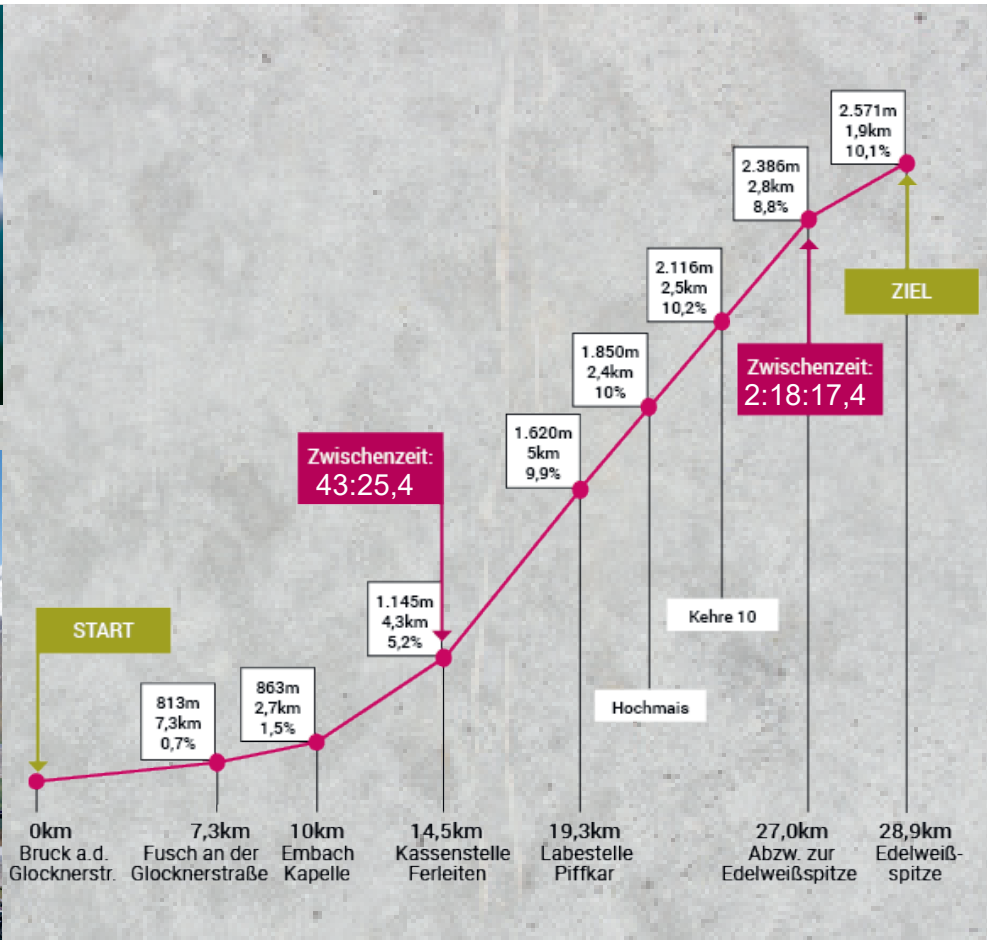 2.571m
1,9km
10,1%
2.386m
2,8km
8,8%
ZIEL
2.116m
2,5km
10,2%
1.850m
2,4km
10%
Zwischenzeit:
2:18:17,4
1.620m
5km
9,9%
Zwischenzeit:
43:25,4
1.145m
4,3km
5,2%
START
Kehre 10
863m
2,7km
1,5%
813m
7,3km
0,7%
Hochmais
0km
Bruck a.d.
Glocknerstr.
7,3km
Fusch an der
Glocknerstraße
10km
Embach
Kapelle
14,5km
Kassenstelle
Ferleiten
19,3km
Labestelle
Piffkar
27,0km
Abzw. zur
Edelweißspitze
28,9km
Edelweiß-
spitze